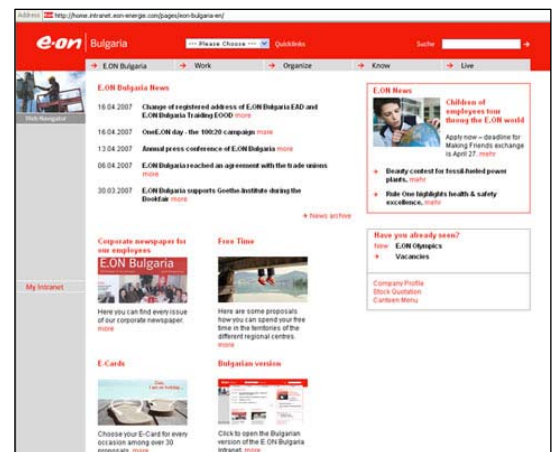 Address http://home.intranet.eon-energie.com/pages/eon-bulgaria-en/
e·on Bulgaria
--- Please Choose ---
Quicklinks
Suche
E.ON Bulgaria
Work
Organize
Know
Live
Web Navigator
My Intranet
E.ON Bulgaria News
16.04.2007 Change of registered address of E.ON Bulgaria EAD and
E.ON Bulgaria Traiding EOOD more
16.04.2007 OneE.ON day - the 100:20 campaign more
13.04.2007 Annual press conference of E.ON Bulgaria more
06.04.2007 E.ON Bulgaria reached an agreement with the trade unions
more
30.03.2007 E.ON Bulgaria supports Goethe-Institute during the
Bookfair more
News archive
Corporate newspaper for
our employees
E.ON Bulgaria
Here you can find every issue
of our corporate newspaper.
more
Free Time
Here are some proposals
how you can spend your free
time in the territories of the
different regional centres.
more
E-Cards
Choose your E-Card for every
occasion among over 30
proposals. more
Bulgarian version
Click to open the Bulgarian
version of the E.ON Bulgaria
Intranet. more
E.ON News
Children of
employees tour
throung the E.ON world
Apply now – deadline for
Making Friends exchange
is April 27. mehr
Beauty contest for fossil-fueled power
plants, mehr
Rule One highlights health & safety
excellence, mehr
Have you already seen?
New E.ON Olympics
Vacancies
Company Profile
Stock Quotation
Canteen Menu